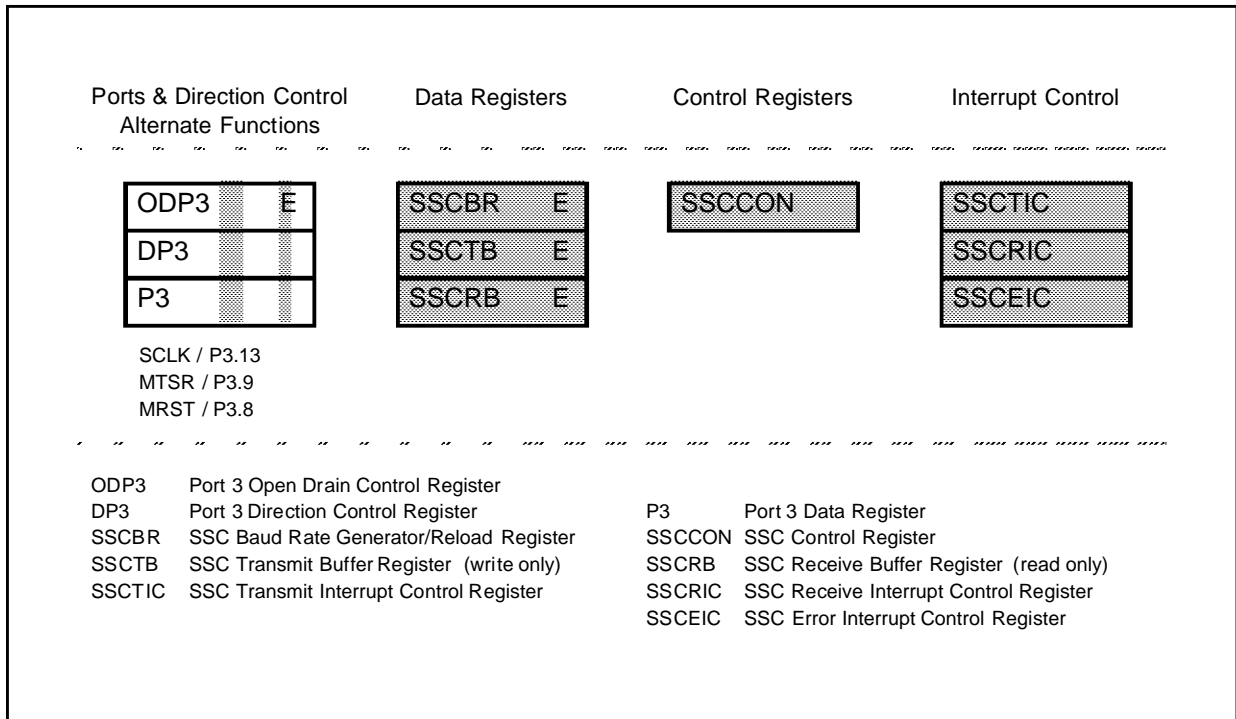 Ports & Direction Control
Alternate Functions
Data Registers
Control Registers
Interrupt Control
ODP3 E
DP3
P3
SSCBR E
SSCTB E
SSCRB E
SSCCON
SSCTIC
SSCRIC
SSCEIC
SCLK / P3.13
MTSR / P3.9
MRST / P3.8
ODP3 Port 3 Open Drain Control Register
DP3 Port 3 Direction Control Register
SSCBR SSC Baud Rate Generator/Reload Register
SSCTB SSC Transmit Buffer Register (write only)
SSCTIC SSC Transmit Interrupt Control Register
P3 Port 3 Data Register
SSCCON SSC Control Register
SSCRB SSC Receive Buffer Register (read only)
SSCRIC SSC Receive Interrupt Control Register
SSCEIC SSC Error Interrupt Control Register